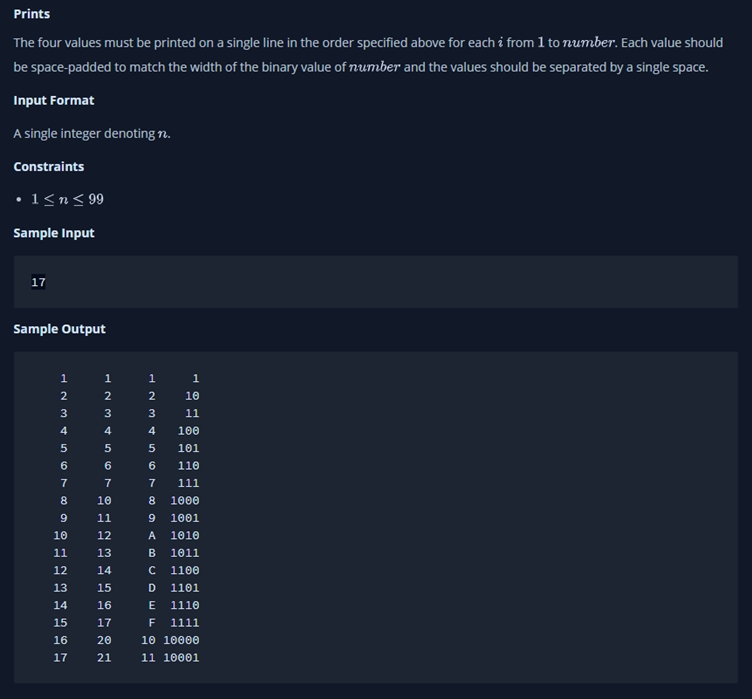 Prints
The four values must be printed on a single line in the order specified above for each i from 1 to number. Each value should
be space-padded to match the width of the binary value of number and the values should be separated by a single space.
Input Format
A single integer denoting n.
Constraints
• 1 ≤ n ≤ 99
Sample Input
17
Sample Output
    1     1     1     1
    2     2     2    10
    3     3     3    11
    4     4     4   100
    5     5     5   101
    6     6     6   110
    7     7     7   111
    8    10     8  1000
    9    11     9  1001
   10    12     A  1010
   11    13     B  1011
   12    14     C  1100
   13    15     D  1101
   14    16     E  1110
   15    17     F  1111
   16    20    10 10000
   17    21    11 10001